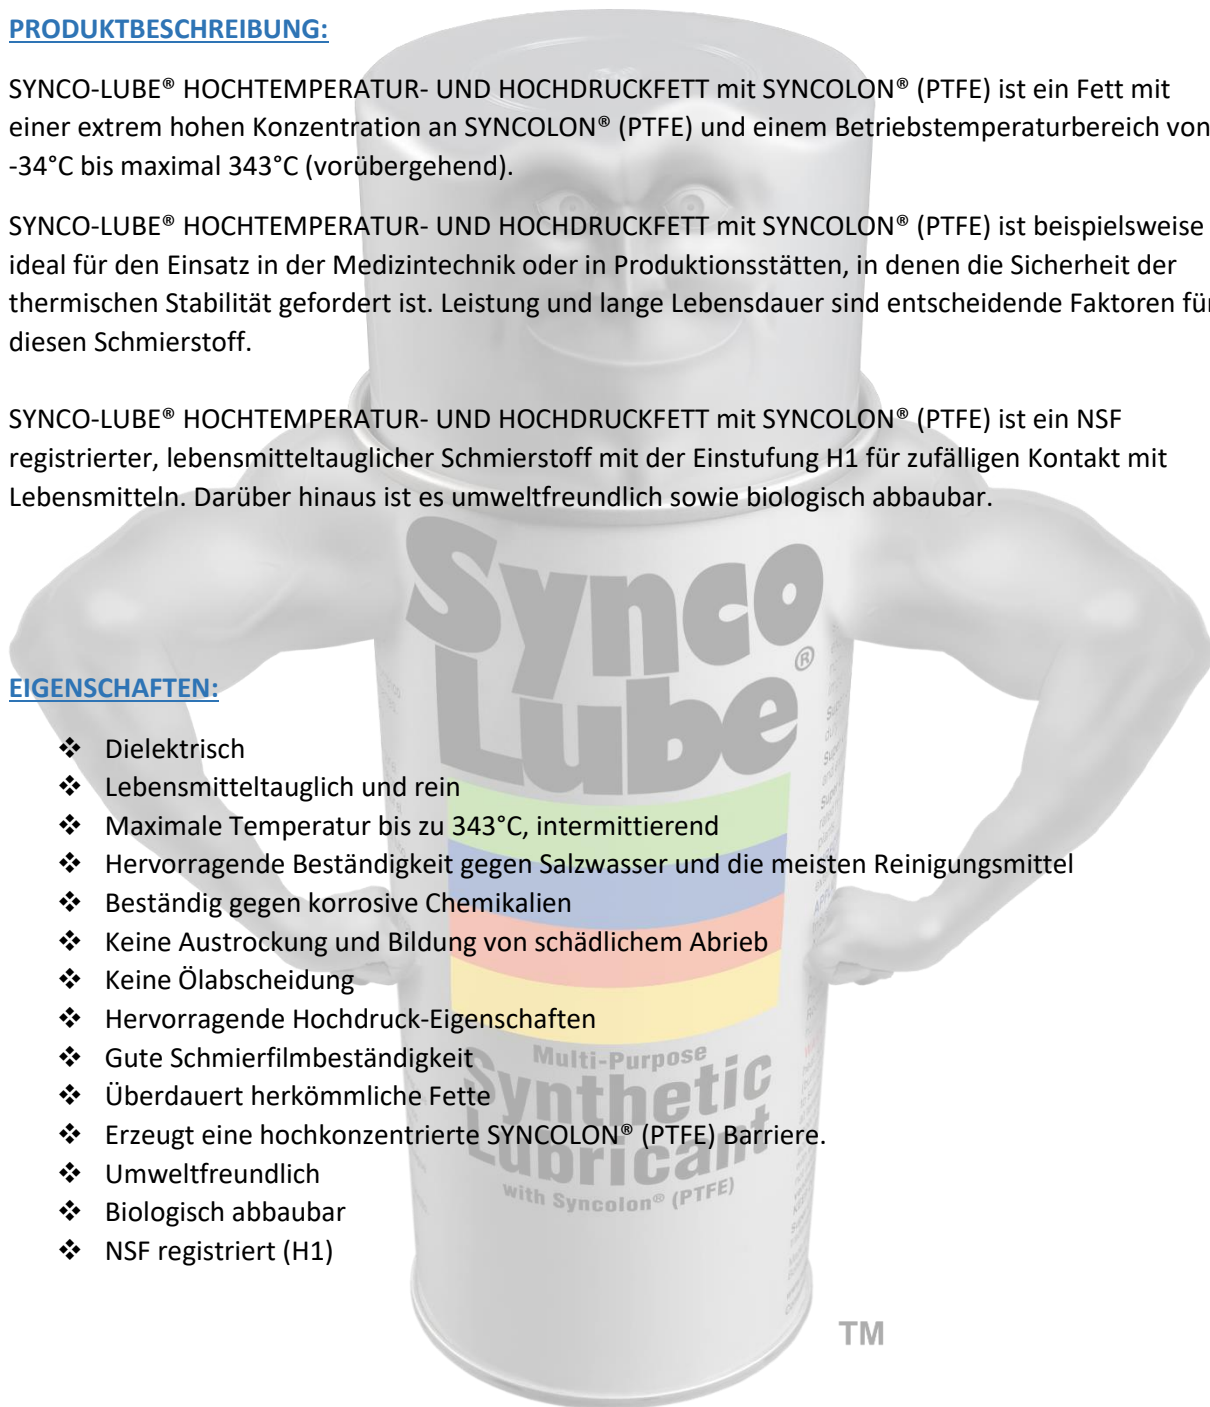 PRODUKTBESCHREIBUNG:
SYNCO-LUBE® HOCHTEMPERATUR- UND HOCHDRUCKFETT mit SYNCOLON® (PTFE) ist ein Fett mit
einer extrem hohen Konzentration an SYNCOLON® (PTFE) und einem Betriebstemperaturbereich von
-34°C bis maximal 343°C (vorübergehend).
SYNCO-LUBE® HOCHTEMPERATUR- UND HOCHDRUCKFETT mit SYNCOLON® (PTFE) ist beispielsweise
ideal für den Einsatz in der Medizintechnik oder in Produktionsstätten, in denen die Sicherheit der
thermischen Stabilität gefordert ist. Leistung und lange Lebensdauer sind entscheidende Faktoren für
diesen Schmierstoff.
SYNCO-LUBE® HOCHTEMPERATUR- UND HOCHDRUCKFETT mit SYNCOLON® (PTFE) ist ein NSF
registrierter, lebensmitteltauglicher Schmierstoff mit der Einstufung H1 für zufälligen Kontakt mit
Lebensmitteln. Darüber hinaus ist es umweltfreundlich sowie biologisch abbaubar.
Synco
Lube®
EIGENSCHAFTEN:
❖ Dielektrisch
❖ Lebensmitteltauglich und rein
❖ Maximale Temperatur bis zu 343°C, intermittierend
❖ Hervorragende Beständigkeit gegen Salzwasser und die meisten Reinigungsmittel
❖ Beständig gegen korrosive Chemikalien
❖ Keine Austrockung und Bildung von schädlichem Abrieb
❖ Keine Ölabscheidung
❖ Hervorragende Hochdruck-Eigenschaften
❖ Gute Schmierfilmbeständigkeit
❖ Überdauert herkömmliche Fette
❖ Erzeugt eine hochkonzentrierte SYNCOLON® (PTFE) Barriere.
❖ Umweltfreundlich
❖ Biologisch abbaubar
❖ NSF registriert (H1)
Multi-Purpose
Synthetic
Lubricant
with Syncolon® (PTFE)
TM